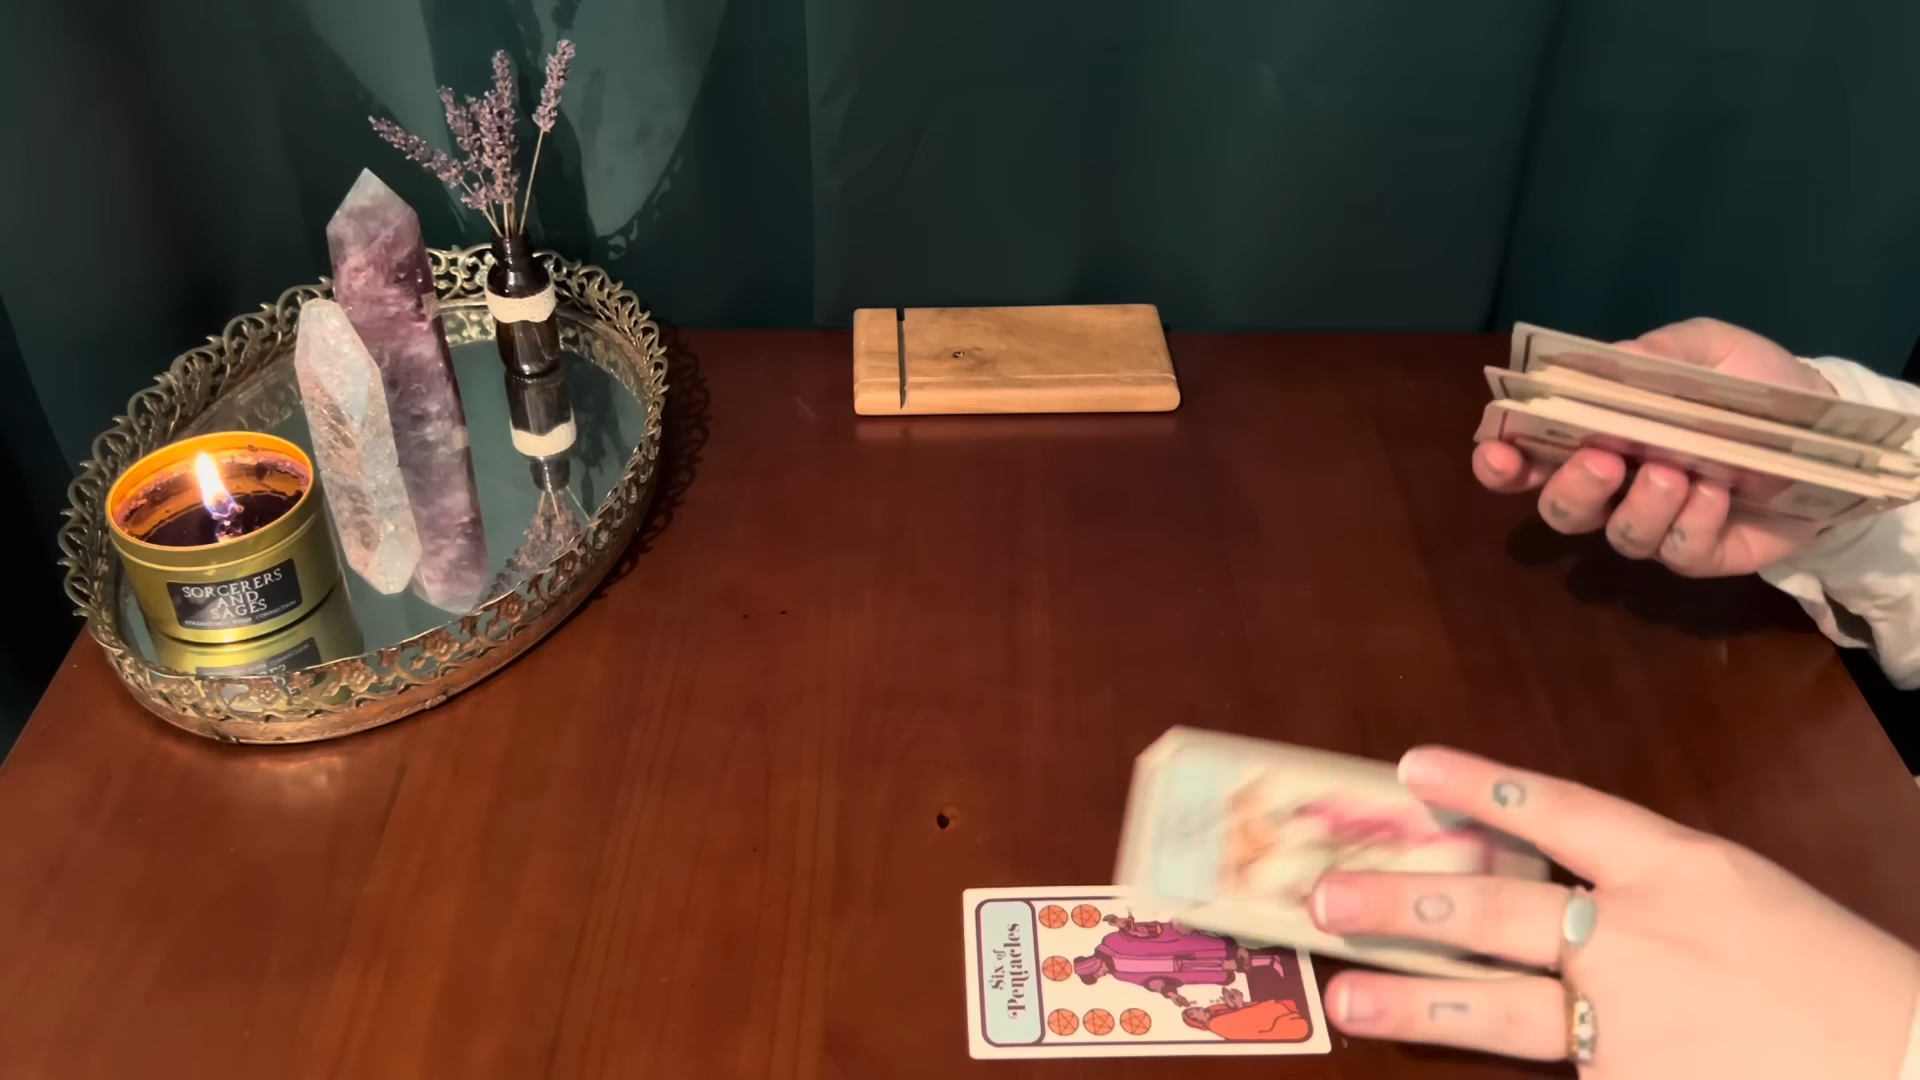 SORCERERS
AND
SAGES
Six of
Pentacles
G
O
L